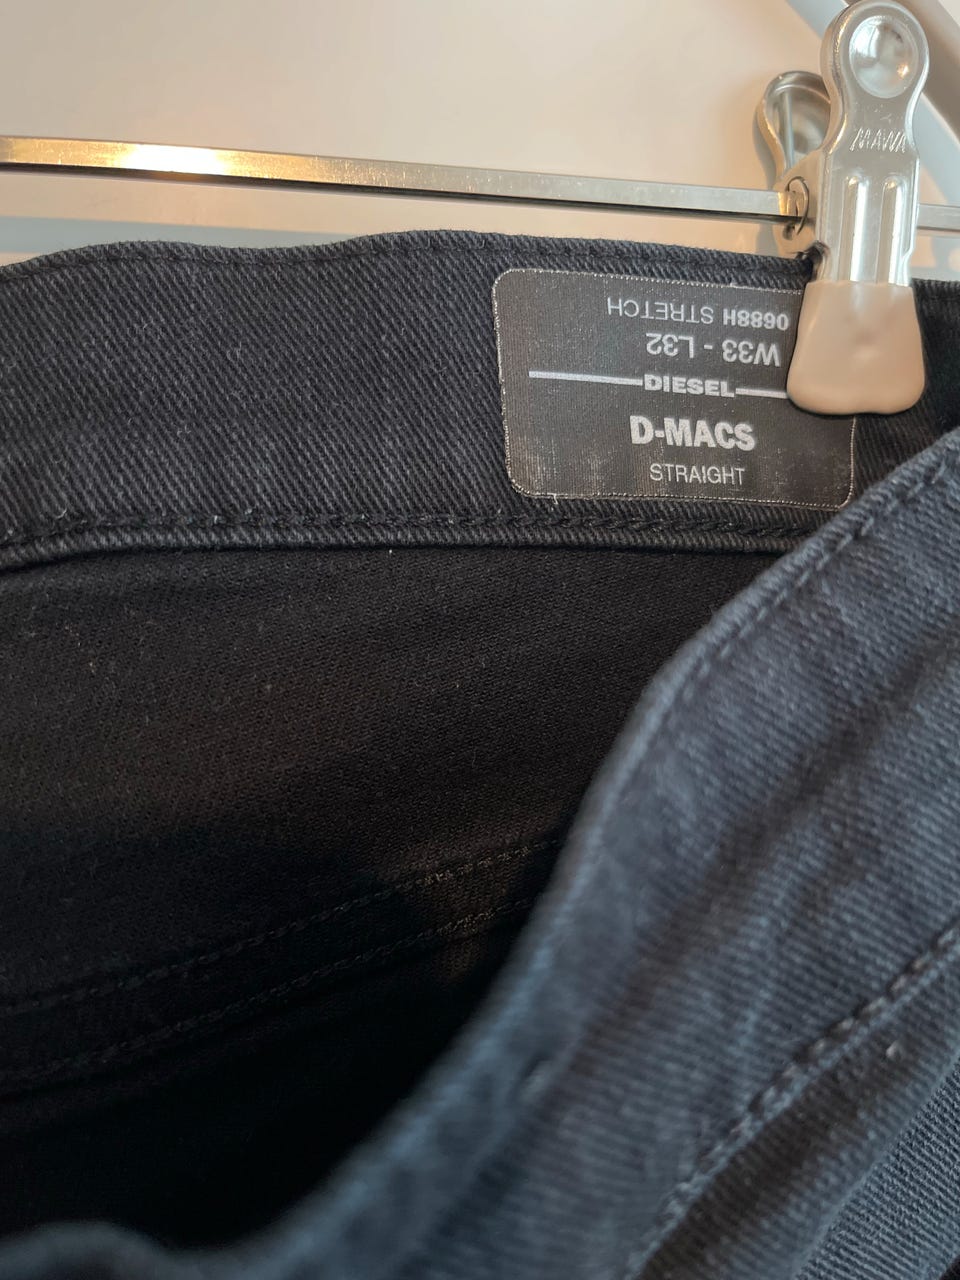 MAWA
0688H STRETCH
W33 - L32
DIESEL
D-MACS
STRAIGHT